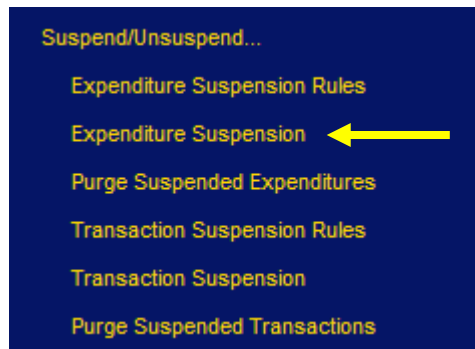 Suspend/Unsuspend...
Expenditure Suspension Rules
Expenditure Suspension
Purge Suspended Expenditures
Transaction Suspension Rules
Transaction Suspension
Purge Suspended Transactions